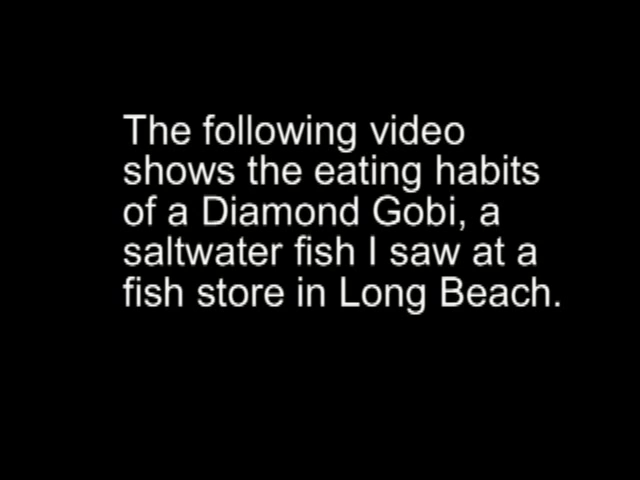 The following video
shows the eating habits
of a Diamond Gobi, a
saltwater fish I saw at a
fish store in Long Beach.